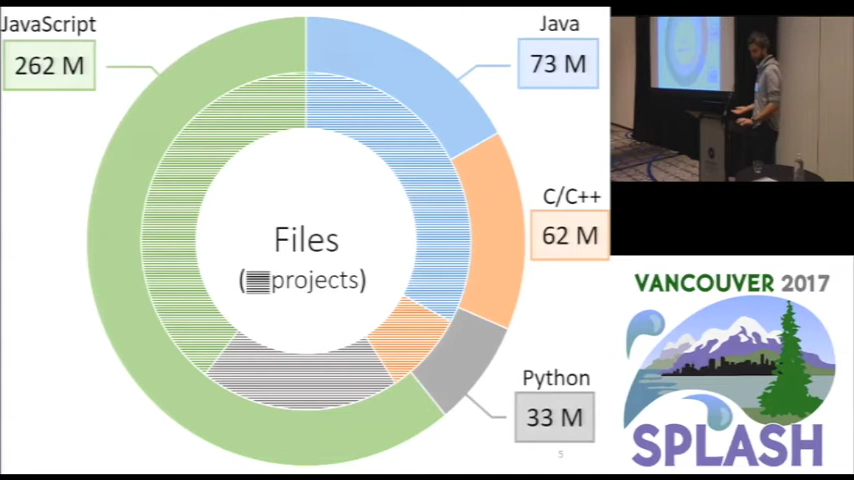 JavaScript
262 M
Java
73 M
C/C++
62 M
Files
(projects)
Python
33 M
5
VANCOUVER 2017
SPLASH